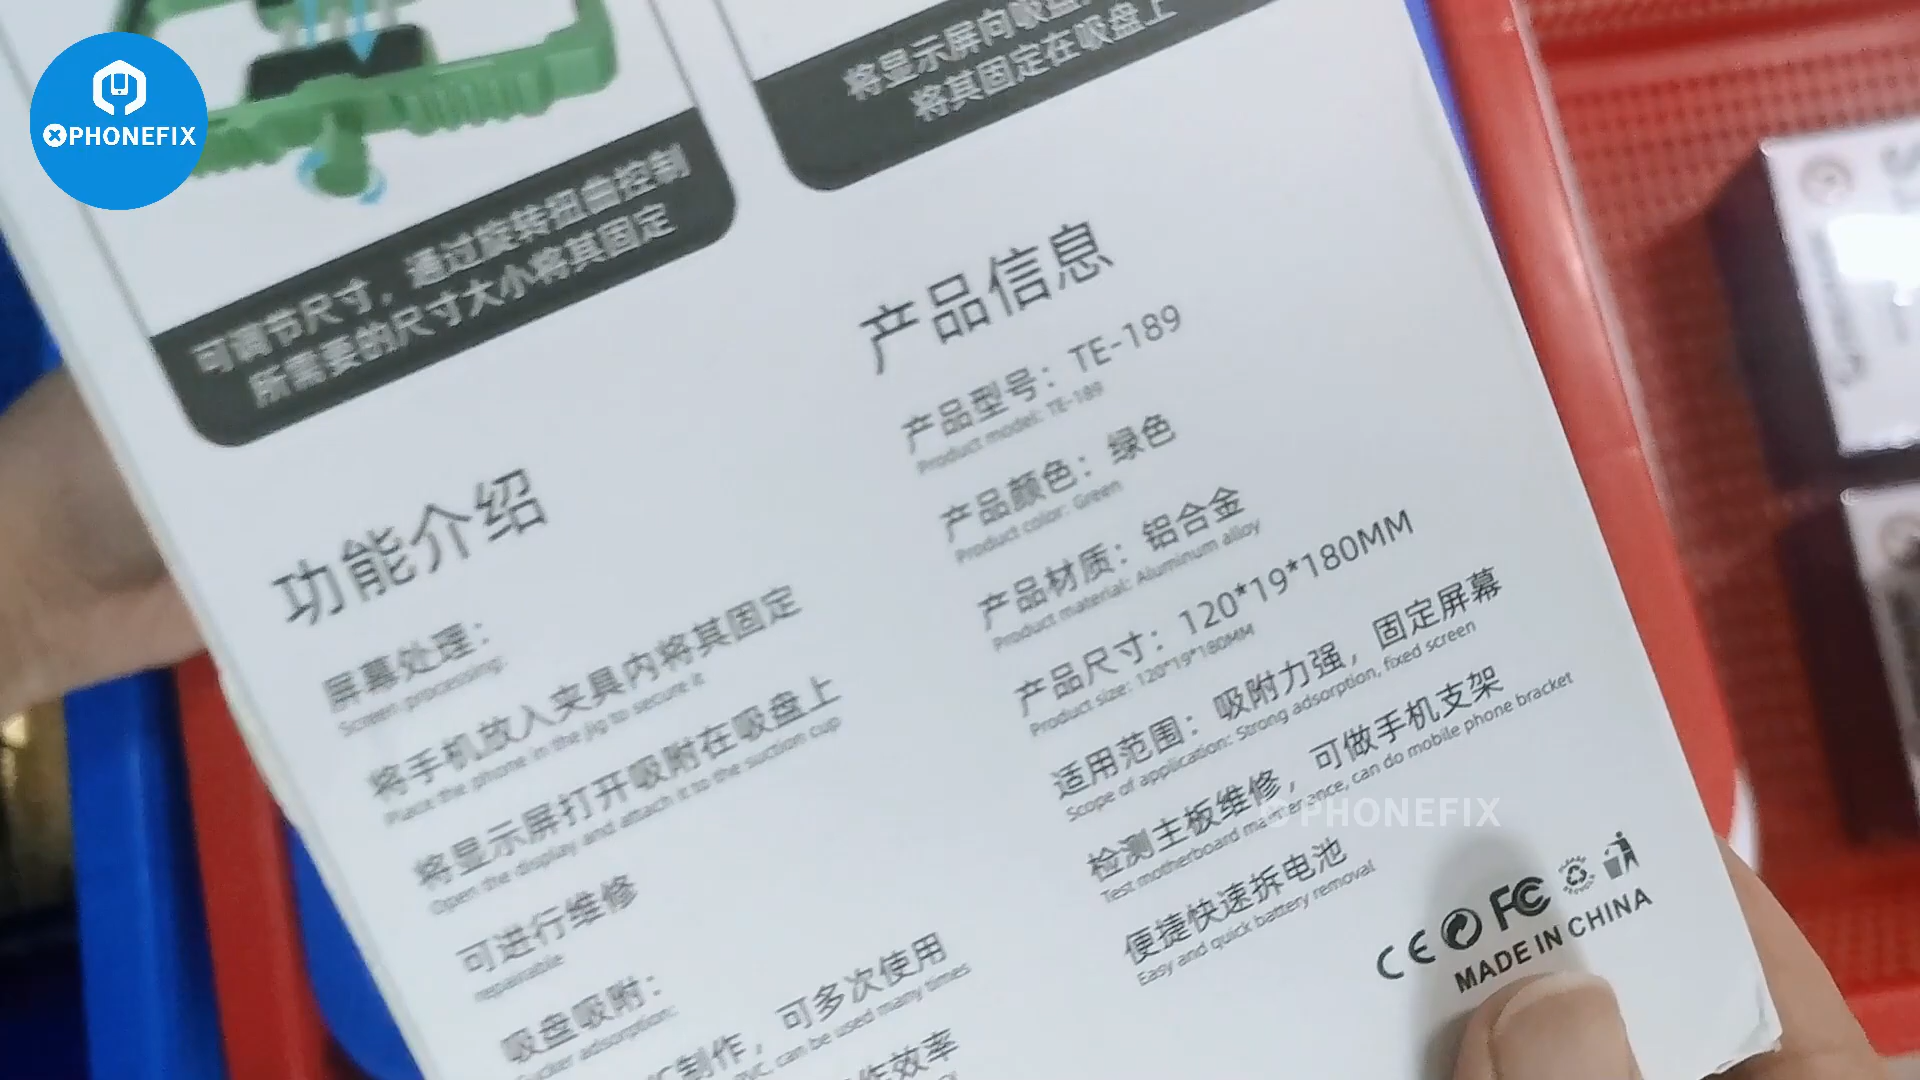 PHONEFIX
将显示屏向吸盘
将其固定在吸盘上
可调节尺寸，通过旋转扭曲控制
所需要的尺寸大小将其固定
功能介绍
屏幕处理：
Screen processing:
将手机放入夹具内将其固定
Place the phone in the jig to secure it
将显示屏打开吸附在吸盘上
Open the display and attach it to the suction cup
可进行维修
repairable
吸盘吸附：
Sucker adsorption:
制作，可多次使用
can be used many times
作效率
产品信息
产品型号：TE-189
Product model: TE-189
产品颜色：绿色
Product color: Green
产品材质：铝合金
Product material: Aluminum alloy
产品尺寸：120*19*180MM
Product size: 120*19*180MM
适用范围：吸附力强，固定屏幕
Scope of application: Strong adsorption, fixed screen
检测主板维修，可做手机支架
Test motherboard maintenance, can do mobile phone bracket
便捷快速拆电池
Easy and quick battery removal
CE FC
MADE IN CHINA
PHONEFIX